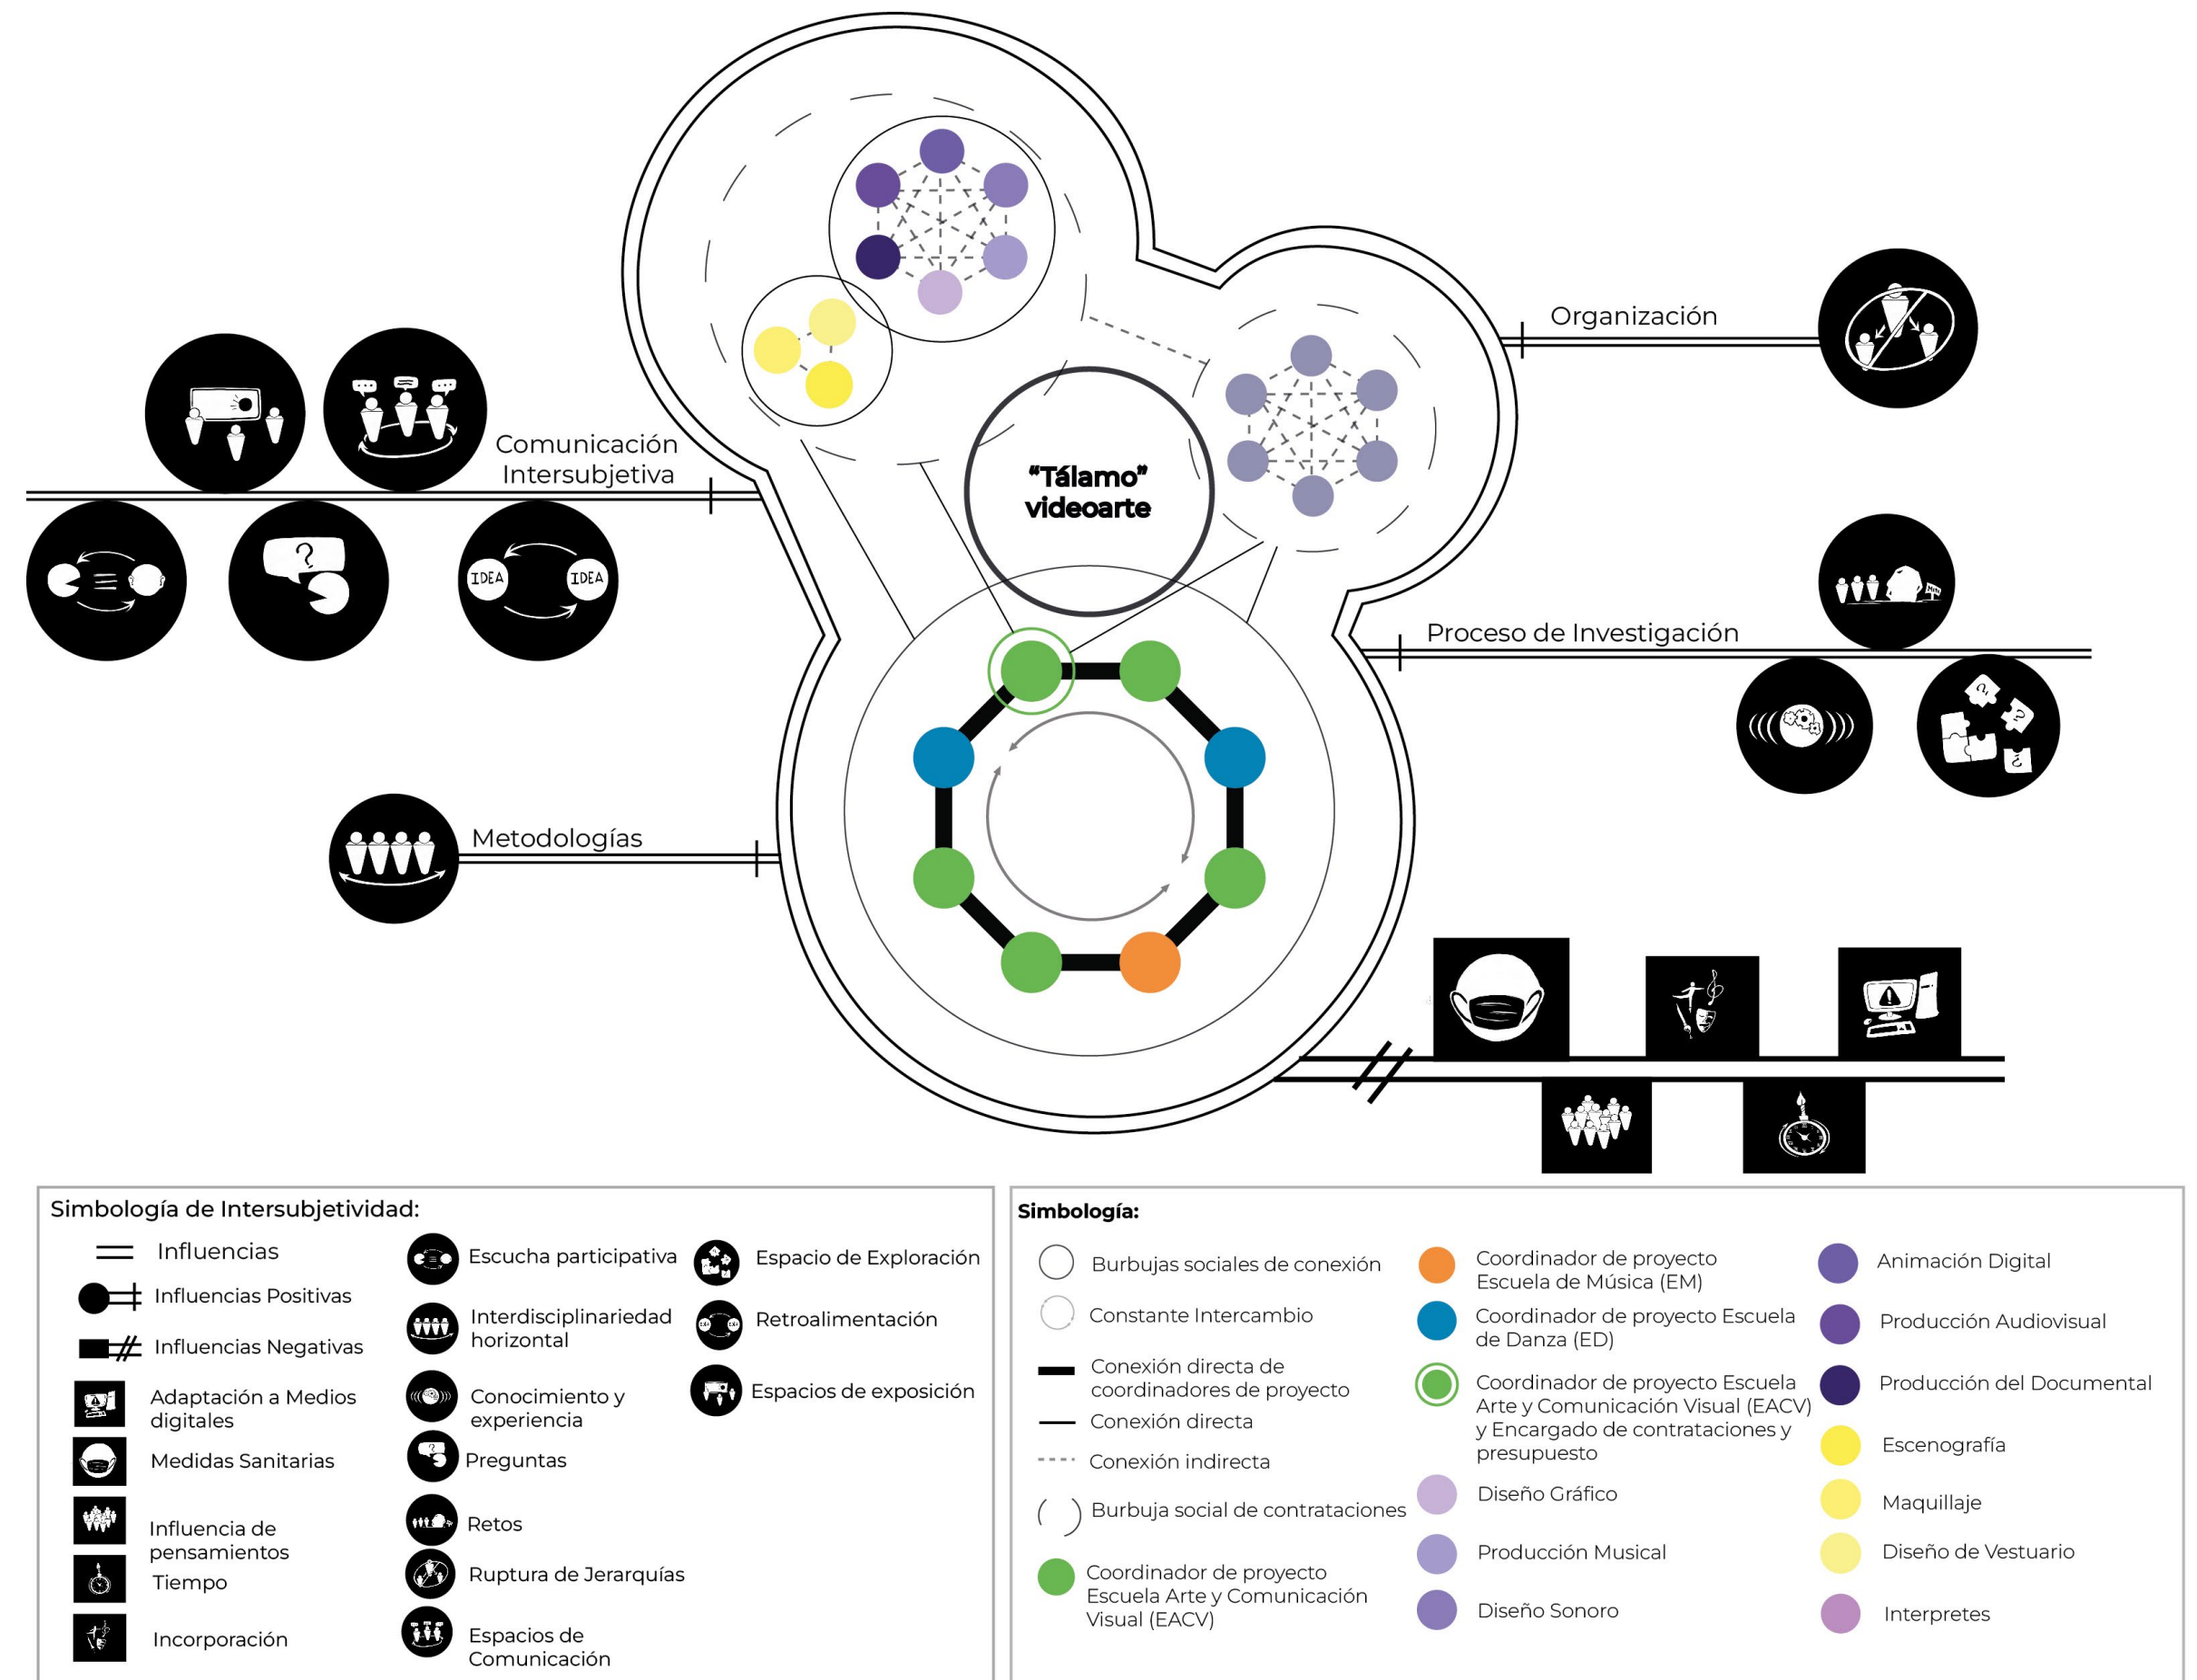 Organización
Comunicación
Intersubjetiva
“Tálamo”
videoarte
?
IDEA
IDEA
Proceso de Investigación
Metodologías
Simbología de Intersubjetividad:
Influencias
Influencias Positivas
Influencias Negativas
Adaptación a Medios
digitales
Medidas Sanitarias
Influencia de
pensamientos
Tiempo
Incorporación
Escucha participativa
Interdisciplinariedad
horizontal
Conocimiento y
experiencia
Preguntas
Retos
Ruptura de Jerarquías
Espacios de
Comunicación
Espacio de Exploración
Retroalimentación
Espacios de exposición
Simbología:
Burbujas sociales de conexión
Constante Intercambio
Conexión directa de
coordinadores de proyecto
Conexión directa
Conexión indirecta
Burbuja social de contrataciones
Coordinador de proyecto
Escuela Arte y Comunicación
Visual (EACV)
Coordinador de proyecto
Escuela de Música (EM)
Coordinador de proyecto Escuela
de Danza (ED)
Coordinador de proyecto Escuela
Arte y Comunicación Visual (EACV)
y Encargado de contrataciones y
presupuesto
Diseño Gráfico
Producción Musical
Diseño Sonoro
Animación Digital
Producción Audiovisual
Producción del Documental
Escenografía
Maquillaje
Diseño de Vestuario
Interpretes